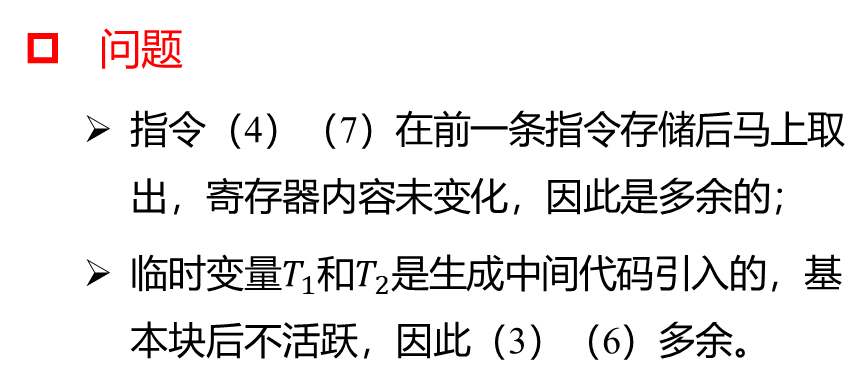 问题
指令（4）（7）在前一条指令存储后马上取
出，寄存器内容未变化，因此是多余的；
临时变量T₁和T₂是生成中间代码引入的，基
本块后不活跃，因此（3）（6）多余。